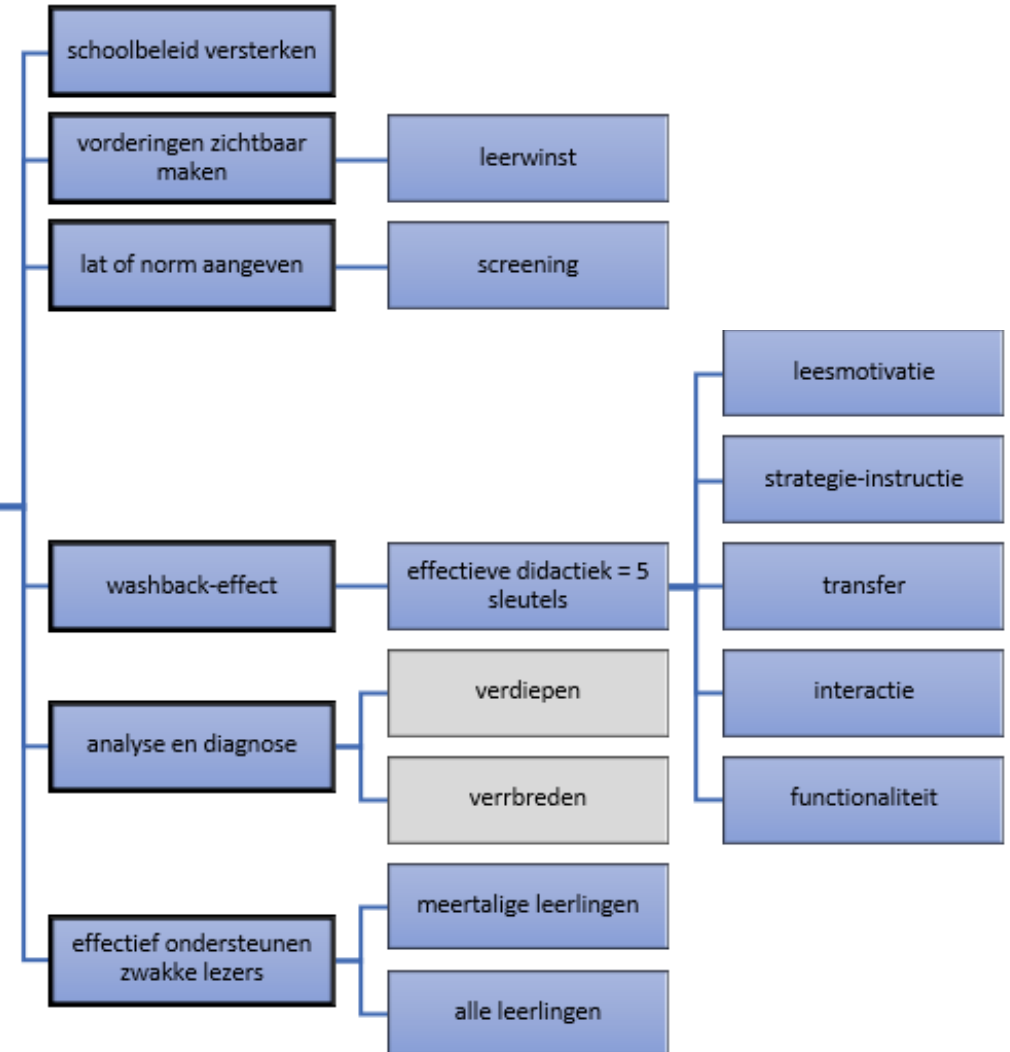 schoolbeleid versterken
vorderingen zichtbaar
maken
leerwinst
lat of norm aangeven
screening
washback-effect
effectieve didactiek = 5
sleutels
leesmotivatie
strategie-instructie
transfer
interactie
functionaliteit
analyse en diagnose
verdiepen
verrbreden
effectief ondersteunen
zwakke lezers
meertalige leerlingen
alle leerlingen